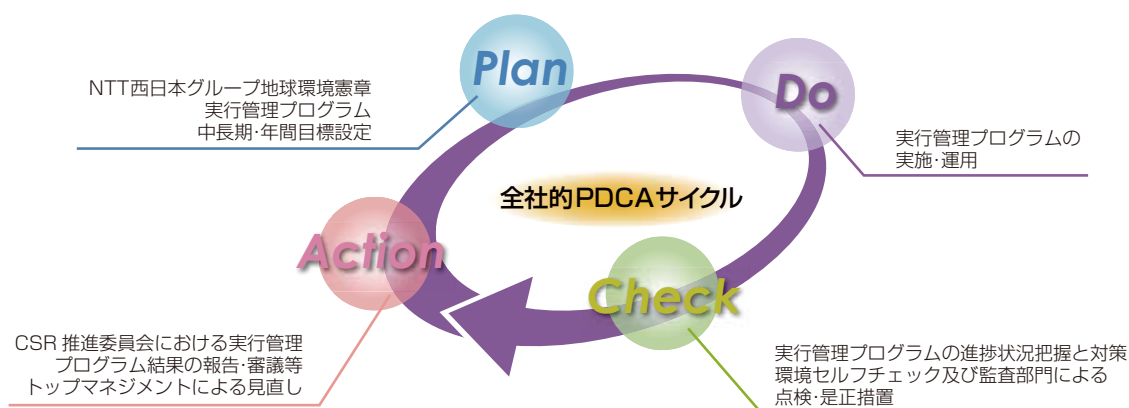 Plan
NTT西日本グループ地球環境憲章
実行管理プログラム
中長期・年間目標設定
Do
実行管理プログラムの
実施・運用
全社的PDCAサイクル
Check
実行管理プログラムの進捗状況把握と対策
環境セルフチェック及び監査部門による
点検・是正措置
Action
CSR 推進委員会における実行管理
プログラム結果の報告・審議等
トップマネジメントによる見直し